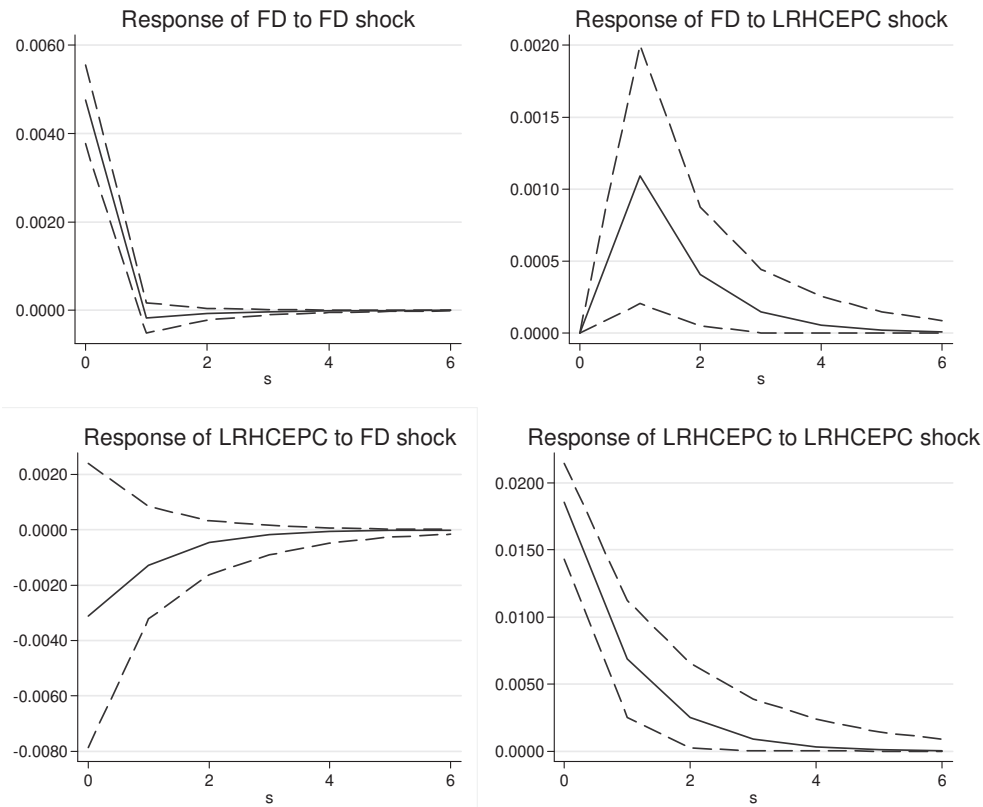 Response of FD to FD shock
0.0060
0.0040
0.0020
0.0000
0 2 4 6
s
Response of FD to LRHCEPC shock
0.0020
0.0015
0.0010
0.0005
0.0000
0 2 4 6
s
Response of LRHCEPC to FD shock
0.0020
0.0000
-0.0020
-0.0040
-0.0060
-0.0080
0 2 4 6
s
Response of LRHCEPC to LRHCEPC shock
0.0200
0.0150
0.0100
0.0050
0.0000
0 2 4 6
s